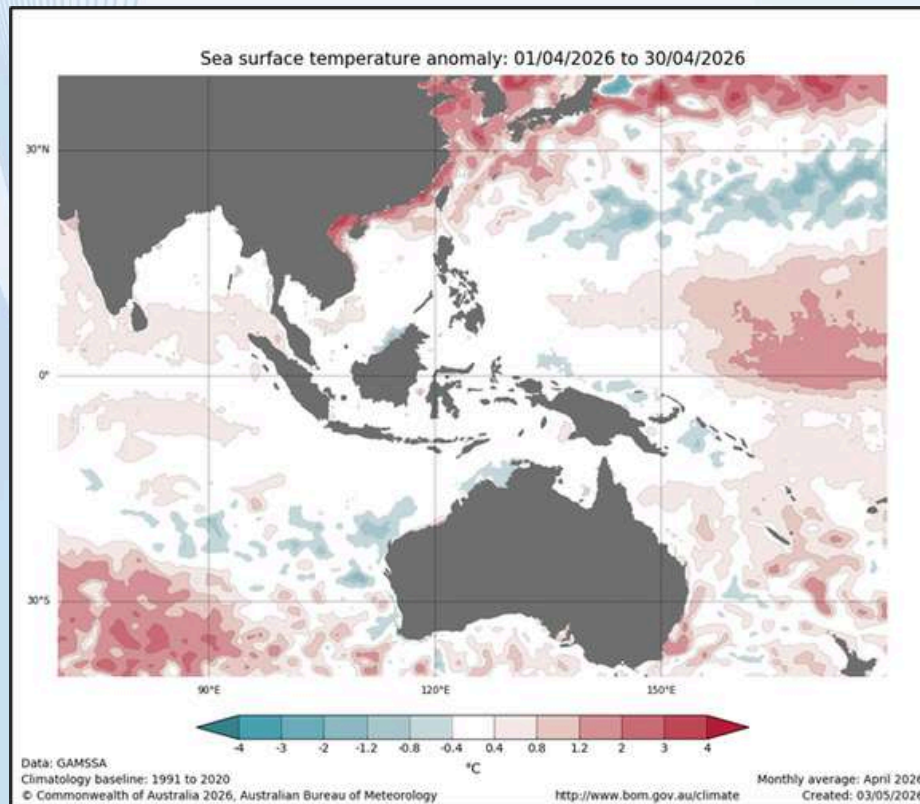 Sea surface temperature anomaly: 01/04/2026 to 30/04/2026
30°N
0°
30°S
90°E 120°E 150°E
-4 -3 -2 -1.2 -0.8 -0.4 0.4 0.8 1.2 2 3 4
°C
Data: GAMSSA
Climatology baseline: 1991 to 2020
Monthly average: April 2026
© Commonwealth of Australia 2026, Australian Bureau of Meteorology http://www.bom.gov.au/climate Created: 03/05/2026